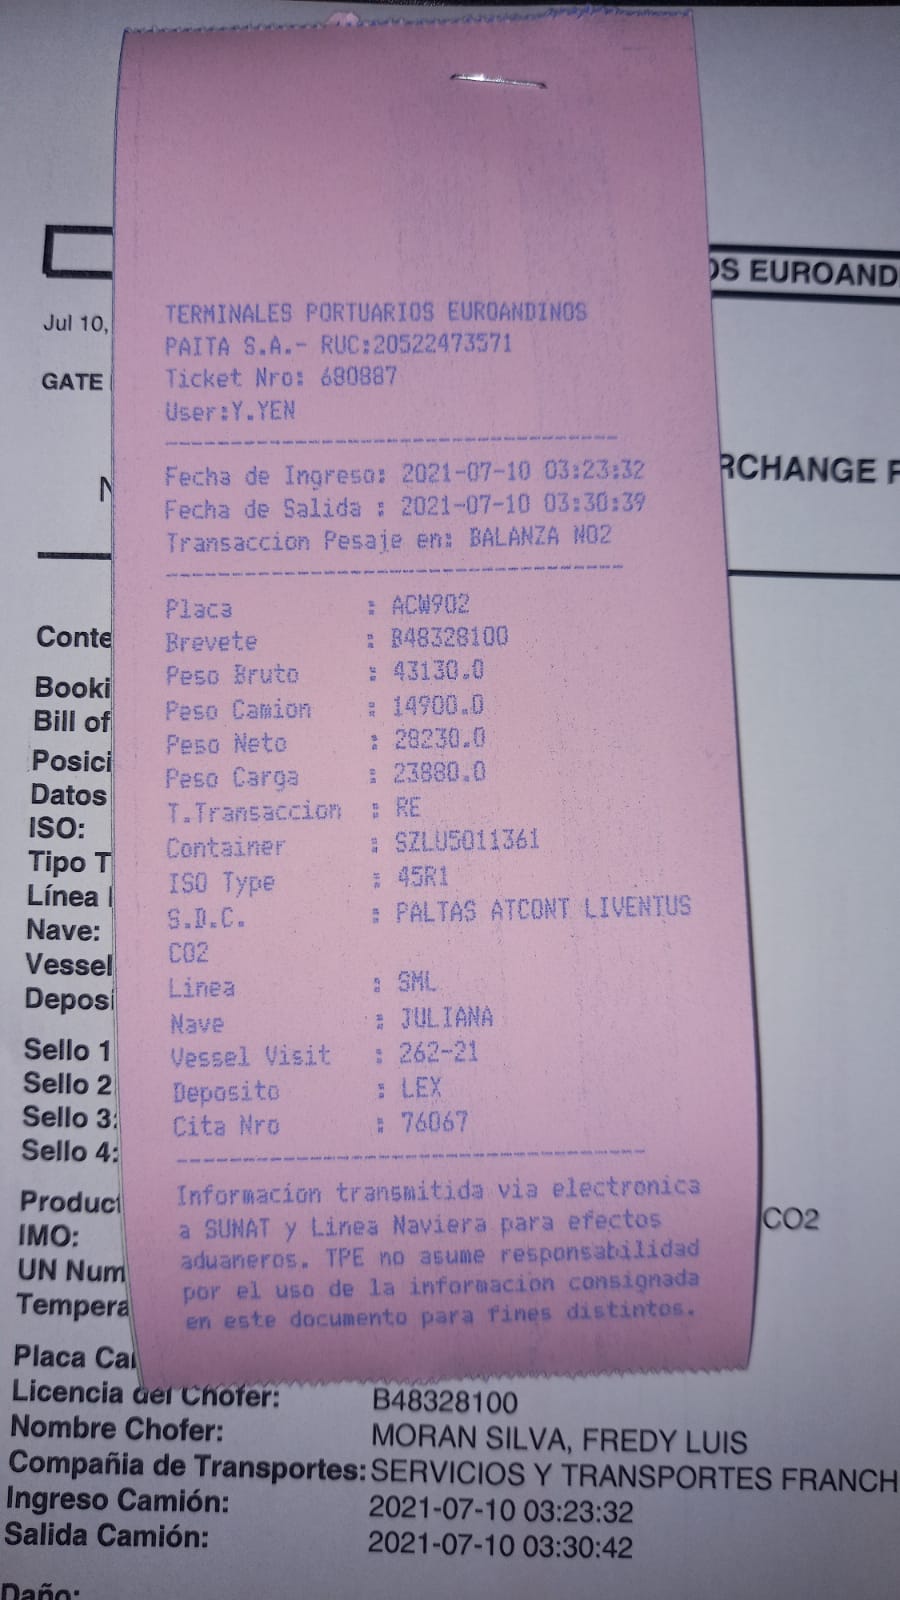 TERMINALES PORTUARIOS EUROANDINOS
PAITA S.A.- RUC:20522473571
Ticket Nro: 680887
User:Y.YEN
Fecha de Ingreso: 2021-07-10 03:23:32
Fecha de Salida : 2021-07-10 03:30:39
Transaccion Pesaje en: BALANZA NO2
Placa : ACW902
Brevete : B48328100
Peso Bruto : 43130.0
Peso Camion : 14900.0
Peso Neto : 28230.0
Peso Carga : 23880.0
T.Transaccion : RE
Container : SZLU5011361
ISO Type : 45R1
S.D.C. : PALTAS ATCONT LIVENTUS
CO2
Linea : SML
Nave : JULIANA
Vessel Visit : 262-21
Deposito : LEX
Cita Nro : 76067
Informacion transmitida via electronica
a SUNAT y Linea Naviera para efectos
aduaneros. TPE no asume responsabilidad
por el uso de la informacion consignada
en este documento para fines distintos.
OS EUROAND
Jul 10,
GATE
RCHANGE
Conte
Booki
Bill of
Posici
Datos
ISO:
Tipo T
Línea
Nave:
Vessel
Deposi
Sello 1
Sello 2
Sello 3:
Sello 4:
Product
IMO: CO2
UN Num
Tempera
Placa Ca
Licencia del Chofer: B48328100
Nombre Chofer: MORAN SILVA, FREDY LUIS
Compañia de Transportes: SERVICIOS Y TRANSPORTES FRANCH
Ingreso Camión: 2021-07-10 03:23:32
Salida Camión: 2021-07-10 03:30:42
Daño: